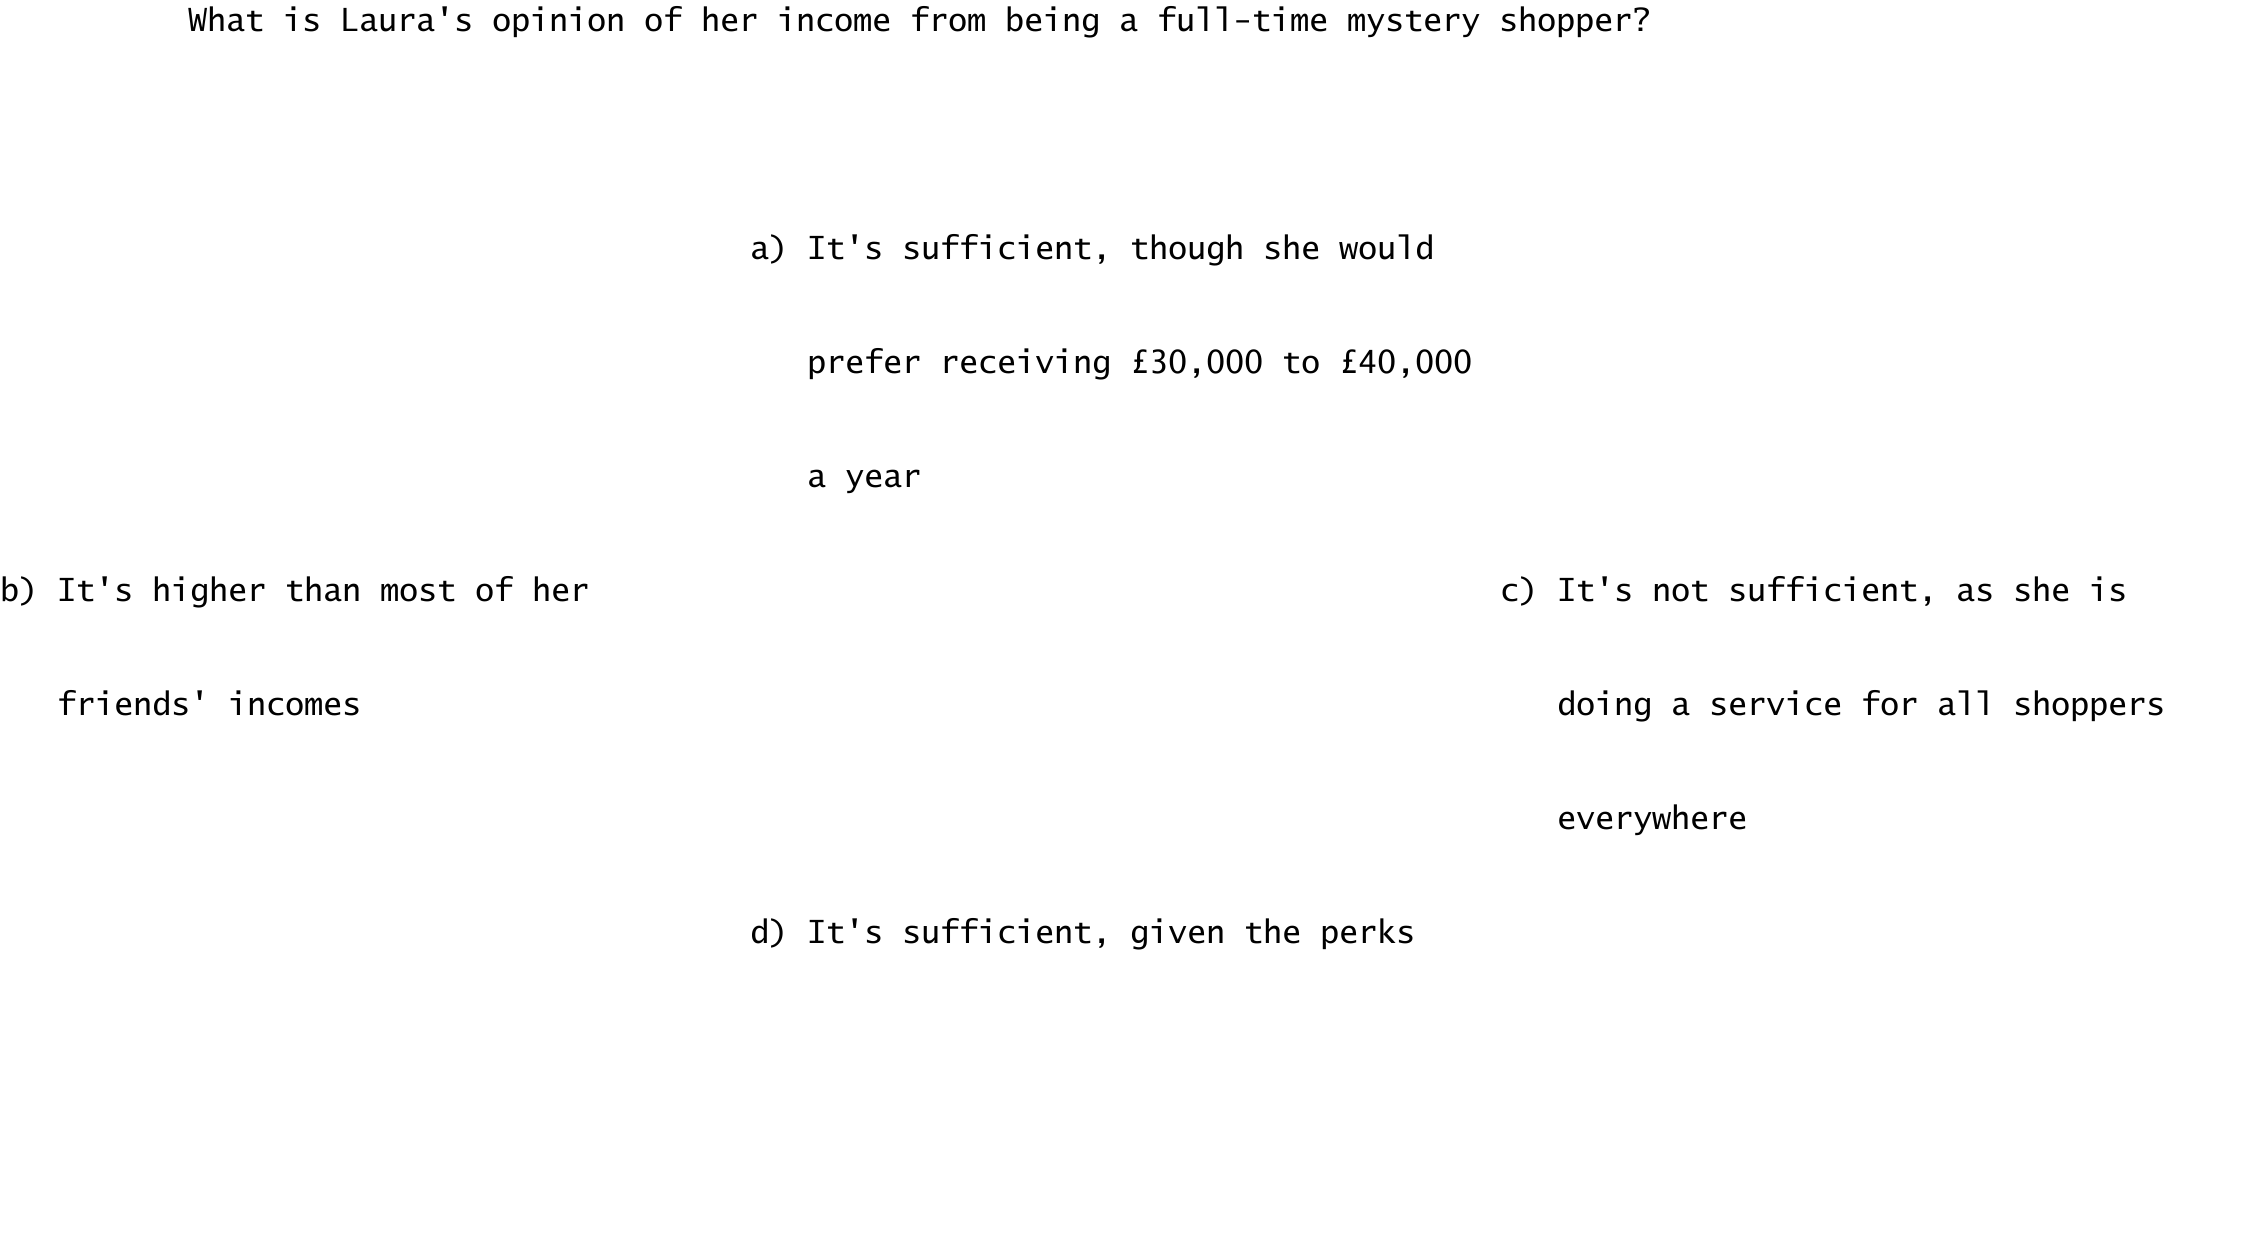 What is Laura's opinion of her income from being a full-time mystery shopper?
a) It's sufficient, though she would
prefer receiving £30,000 to £40,000
a year
b) It's higher than most of her
friends' incomes
c) It's not sufficient, as she is
doing a service for all shoppers
everywhere
d) It's sufficient, given the perks